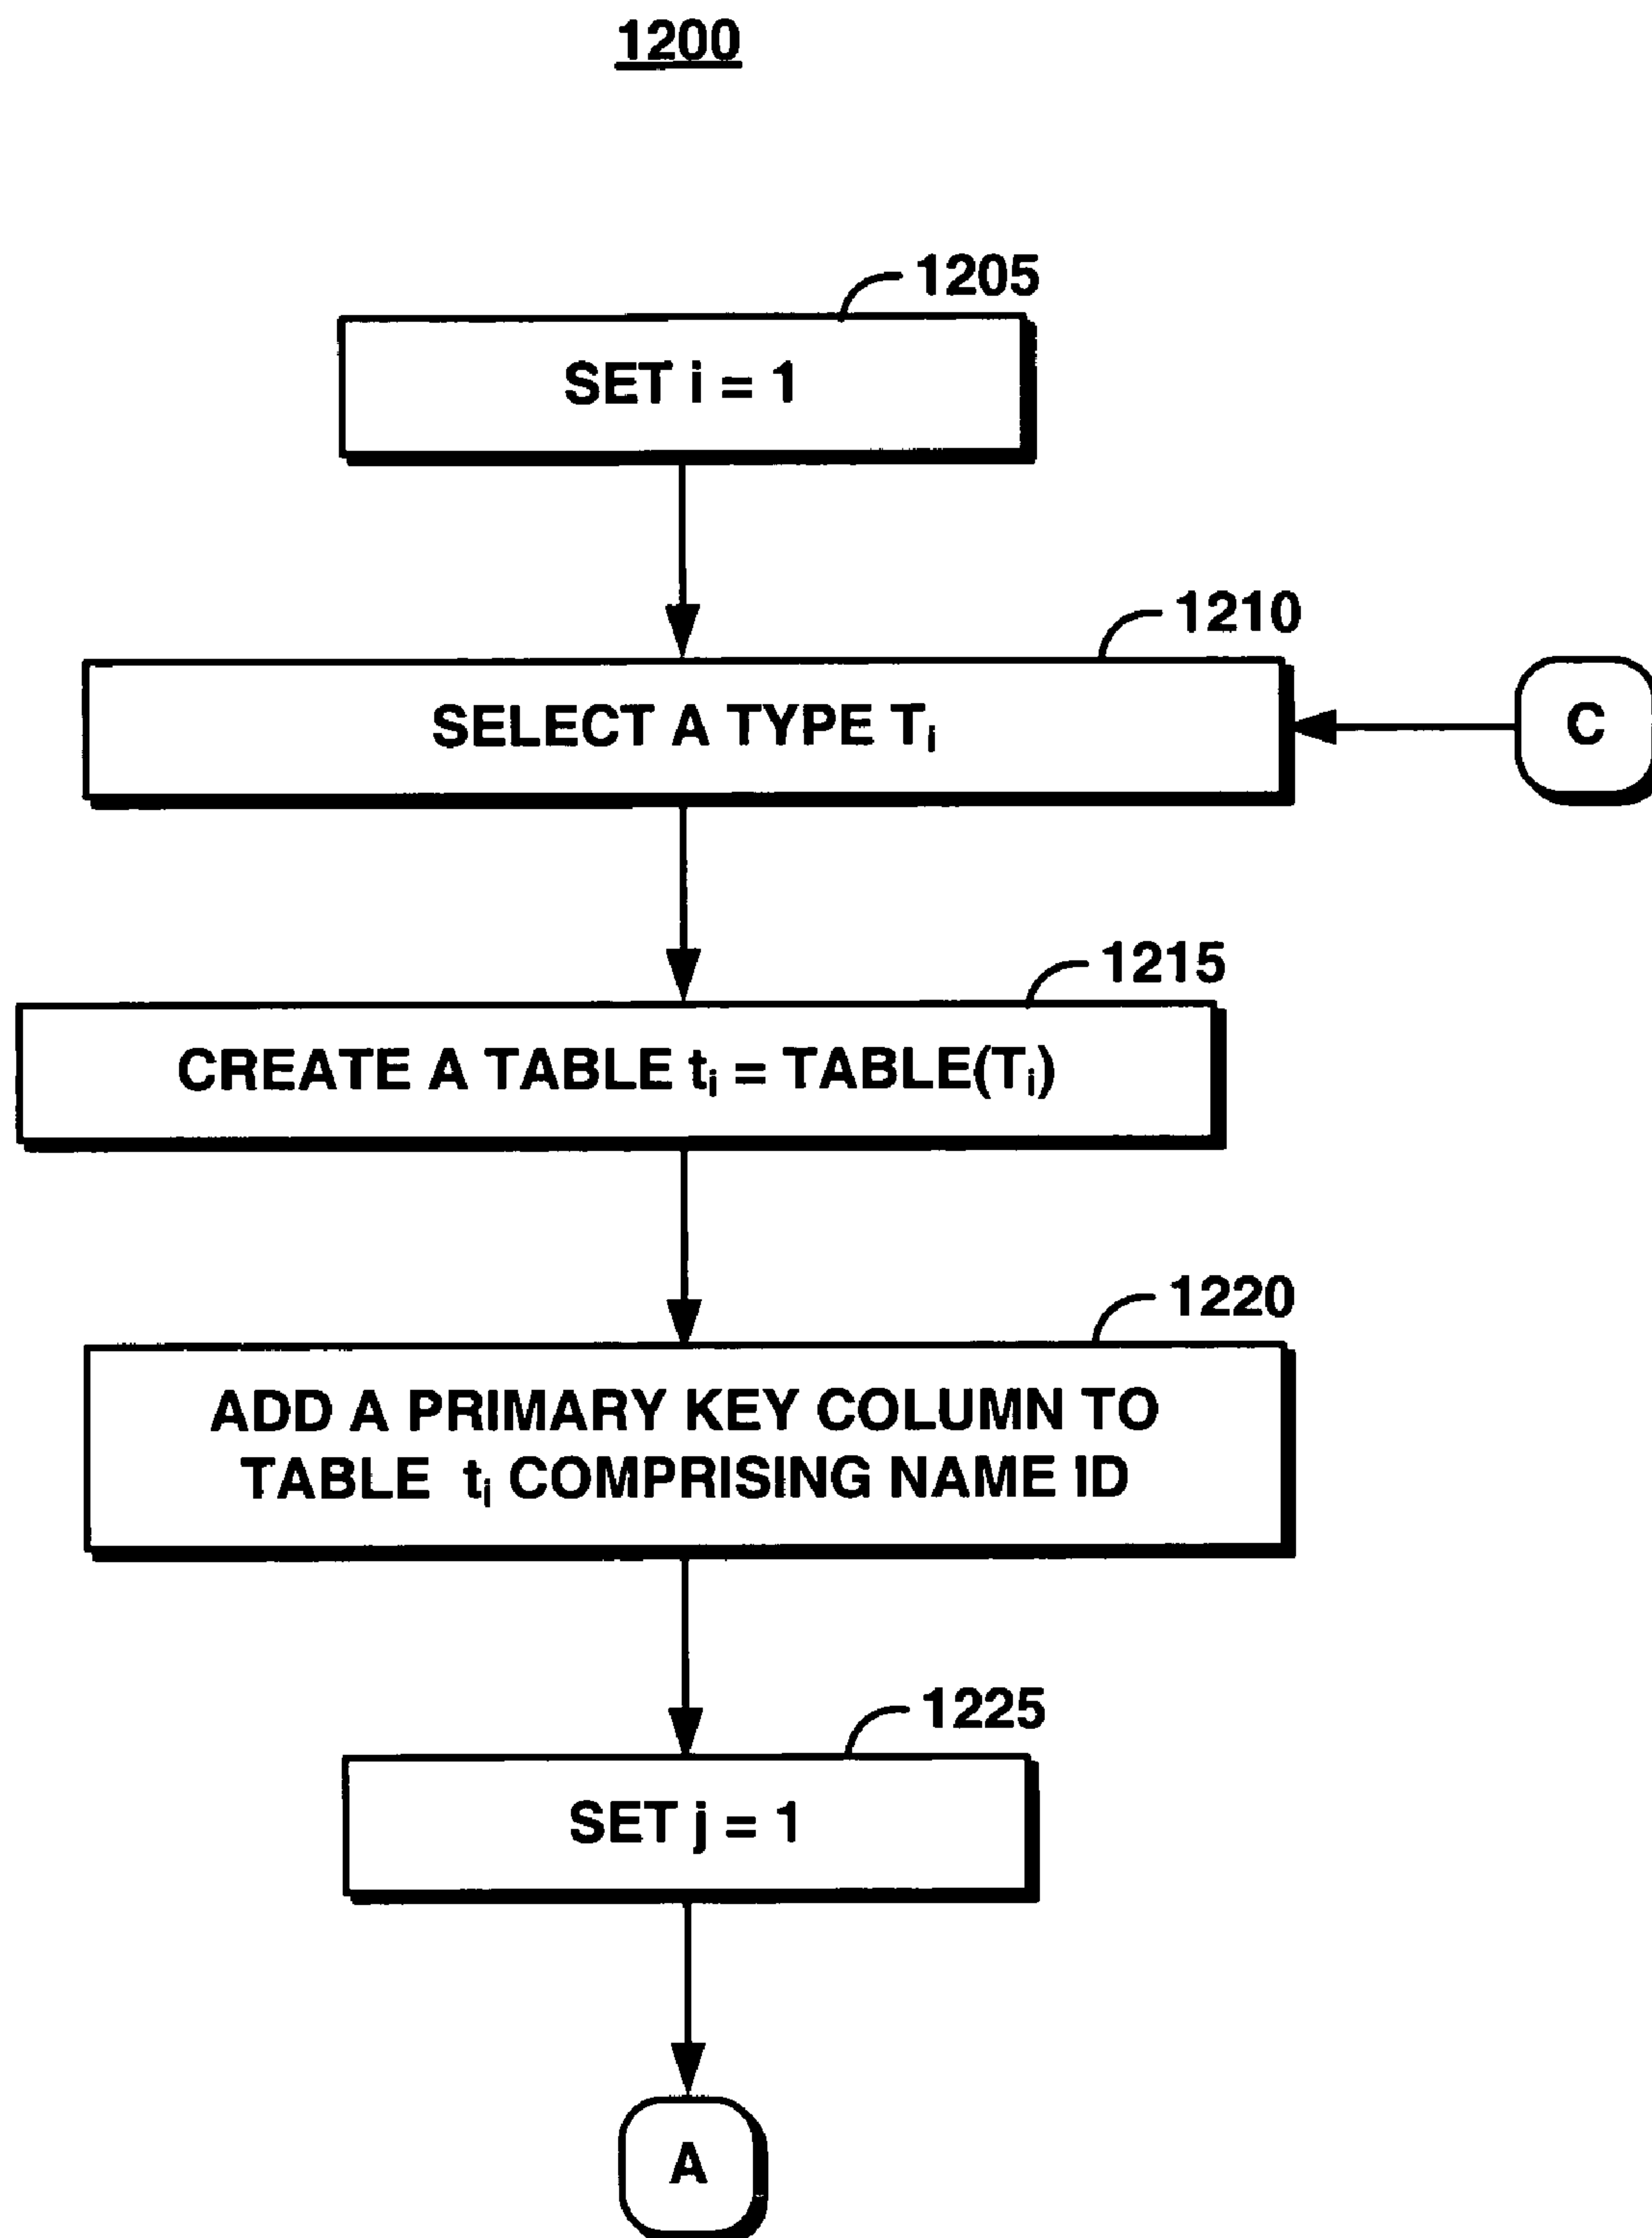 1200
1205
SET i = 1
1210
SELECT A TYPE Tᵢ
C
1215
CREATE A TABLE tᵢ = TABLE(Tᵢ)
1220
ADD A PRIMARY KEY COLUMN TO
TABLE tᵢ COMPRISING NAME ID
1225
SET j = 1
A